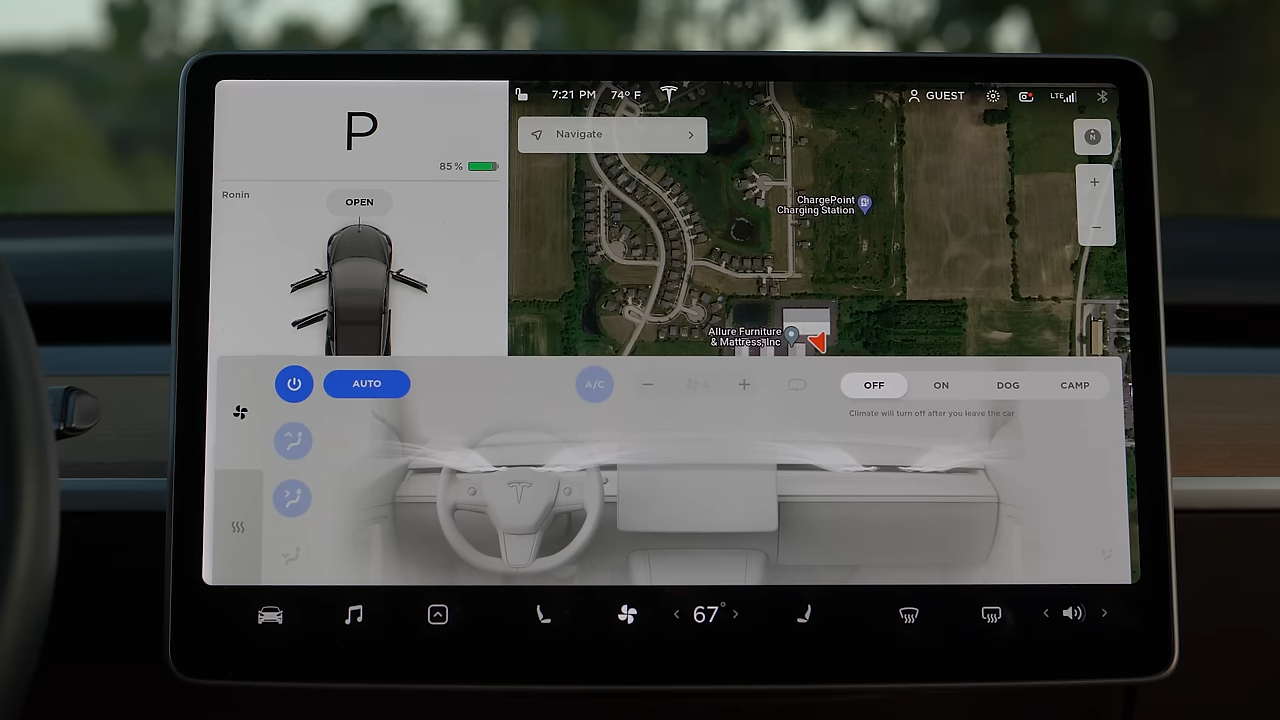 P
85 %
Ronin
OPEN
7:21 PM
74° F
GUEST
LTE
Navigate
N
ChargePoint
Charging Station
Allure Furniture
& Mattress, Inc
AUTO
A/C
OFF
ON
DOG
CAMP
Climate will turn off after you leave the car
67°